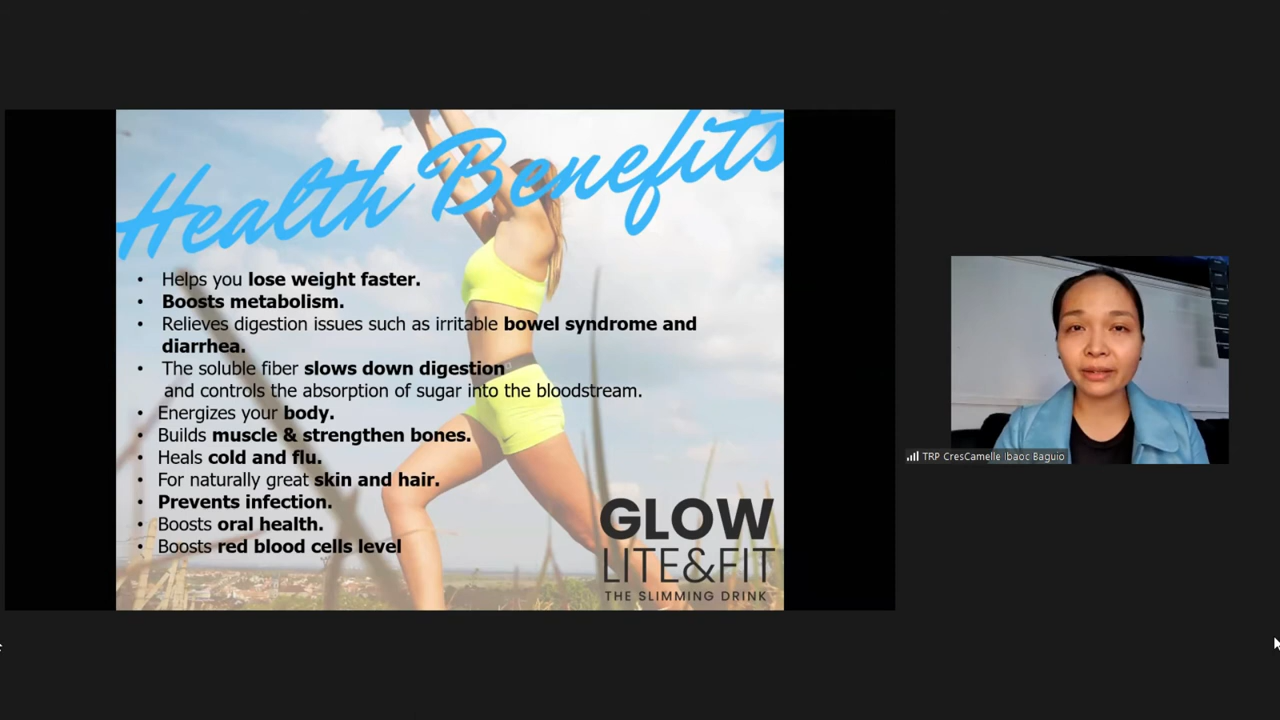 Health Benefits
• Helps you lose weight faster.
• Boosts metabolism.
• Relieves digestion issues such as irritable bowel syndrome and
diarrhea.
• The soluble fiber slows down digestion
and controls the absorption of sugar into the bloodstream.
• Energizes your body.
• Builds muscle & strengthen bones.
• Heals cold and flu.
• For naturally great skin and hair.
• Prevents infection.
• Boosts oral health.
• Boosts red blood cells level
GLOW
LITE&FIT
THE SLIMMING DRINK
TRP CresCamelle Ibaoc Baguio